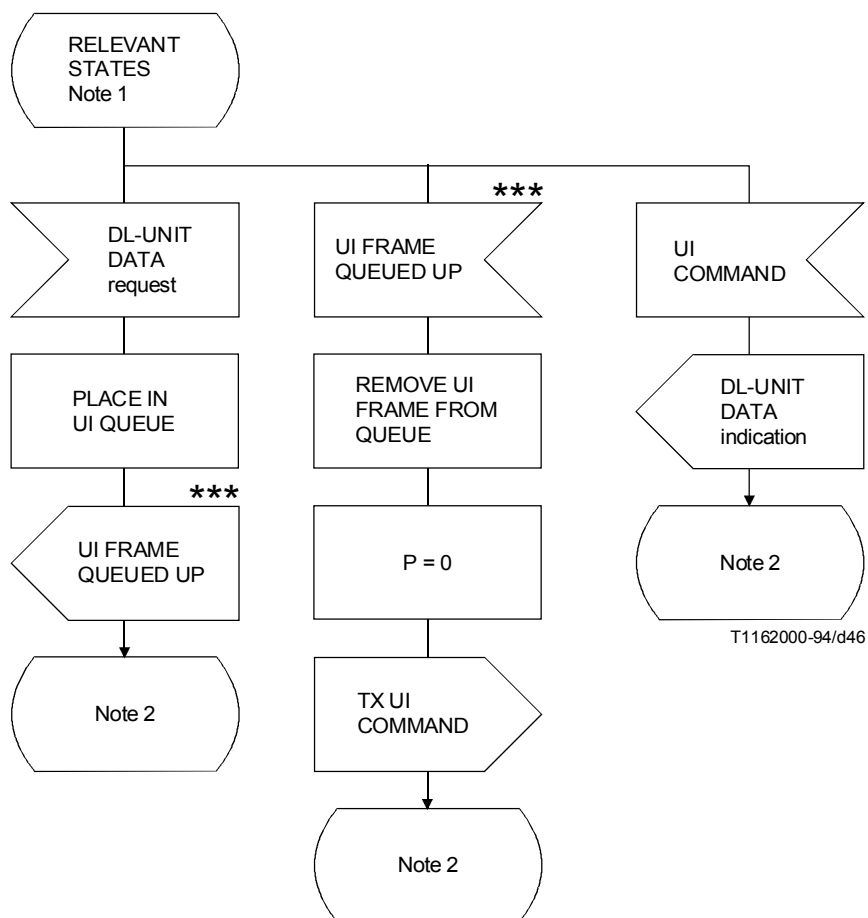 RELEVANT
STATES
Note 1
***
DL-UNIT
DATA
request
UI FRAME
QUEUED UP
UI
COMMAND
PLACE IN
UI QUEUE
REMOVE UI
FRAME FROM
QUEUE
DL-UNIT
DATA
indication
***
UI FRAME
QUEUED UP
P = 0
Note 2
T1162000-94/d46
Note 2
TX UI
COMMAND
Note 2